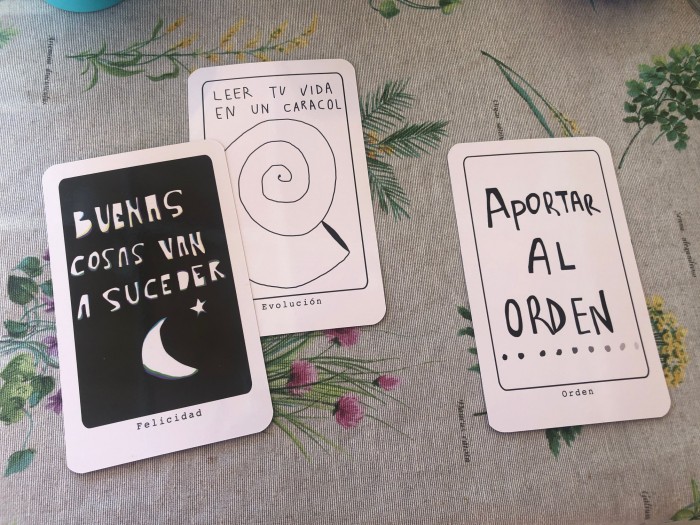 LEER TU VIDA
EN UN CARACOL
Evolución
BUENAS
COSAS VAN
A SUCEDER
Felicidad
APORTAR
AL
ORDEN
Orden